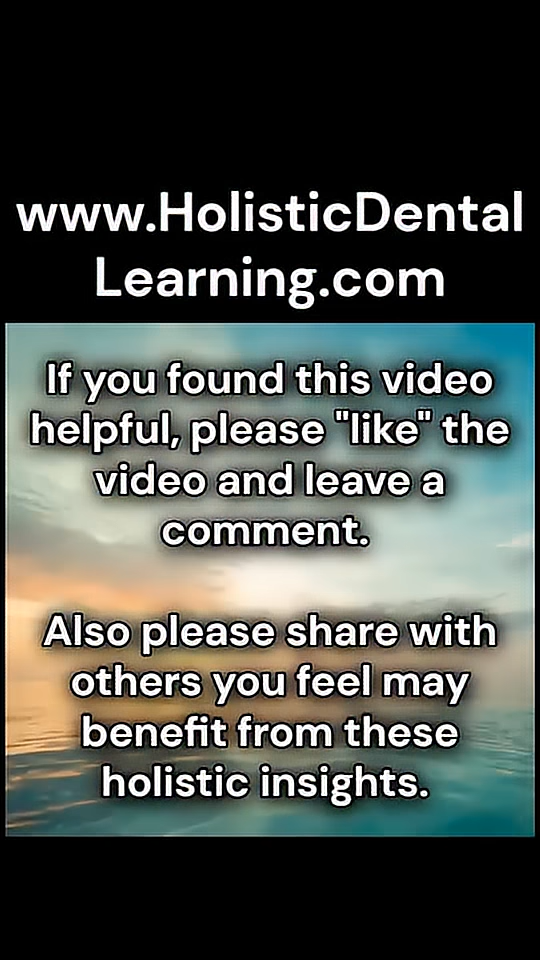 www.HolisticDental
Learning.com
If you found this video
helpful, please "like" the
video and leave a
comment.
Also please share with
others you feel may
benefit from these
holistic insights.